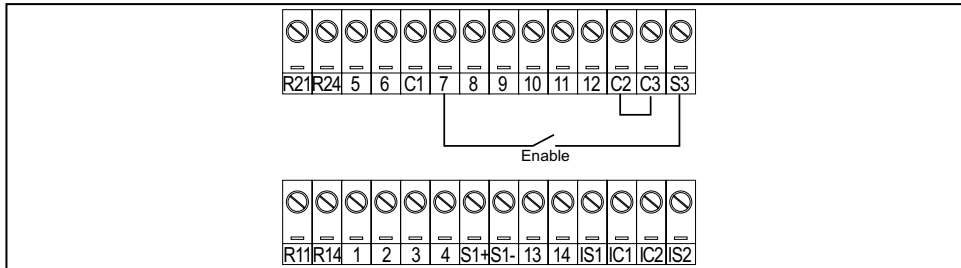 R21 R24 5 6 C1 7 8 9 10 11 12 C2 C3 S3
Enable
R11 R14 1 2 3 4 S1+ S1- 13 14 IS1 IC1 IC2 IS2